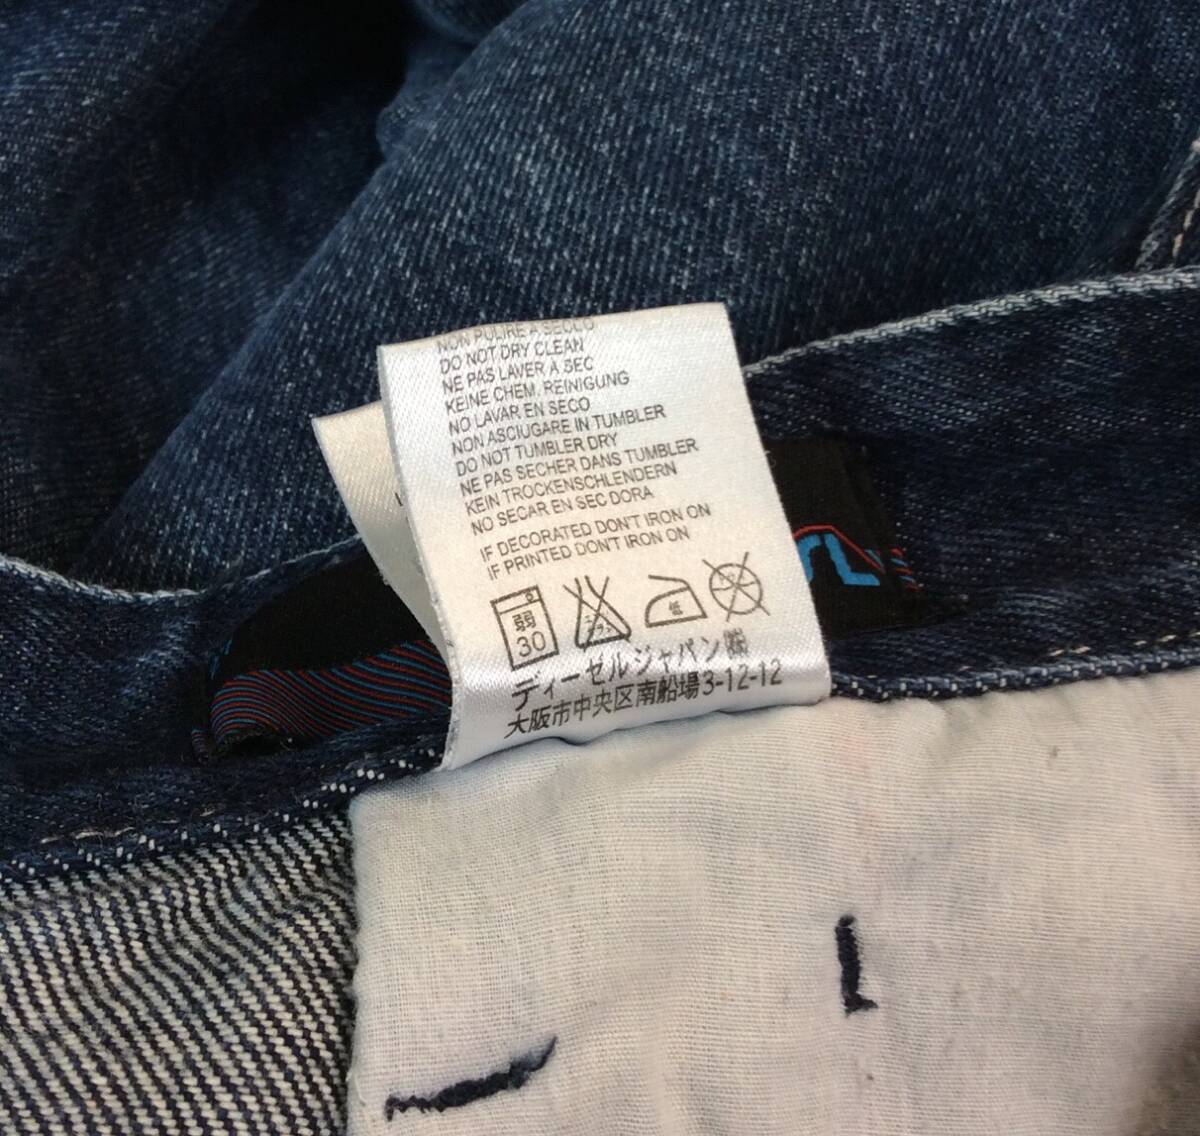 NON PULIRE A SECCO
DO NOT DRY CLEAN
NE PAS LAVER A SEC
KEINE CHEM. REINIGUNG
NO LAVAR EN SECO
NON ASCIUGARE IN TUMBLER
DO NOT TUMBLER DRY
NE PAS SECHER DANS TUMBLER
KEIN TROCKENSCHLENDERN
NO SECAR EN SEC DORA
IF DECORATED DON'T IRON ON
IF PRINTED DON'T IRON ON
弱 30 低
ディーゼルジャパン㈱
大阪市中央区南船場3-12-12